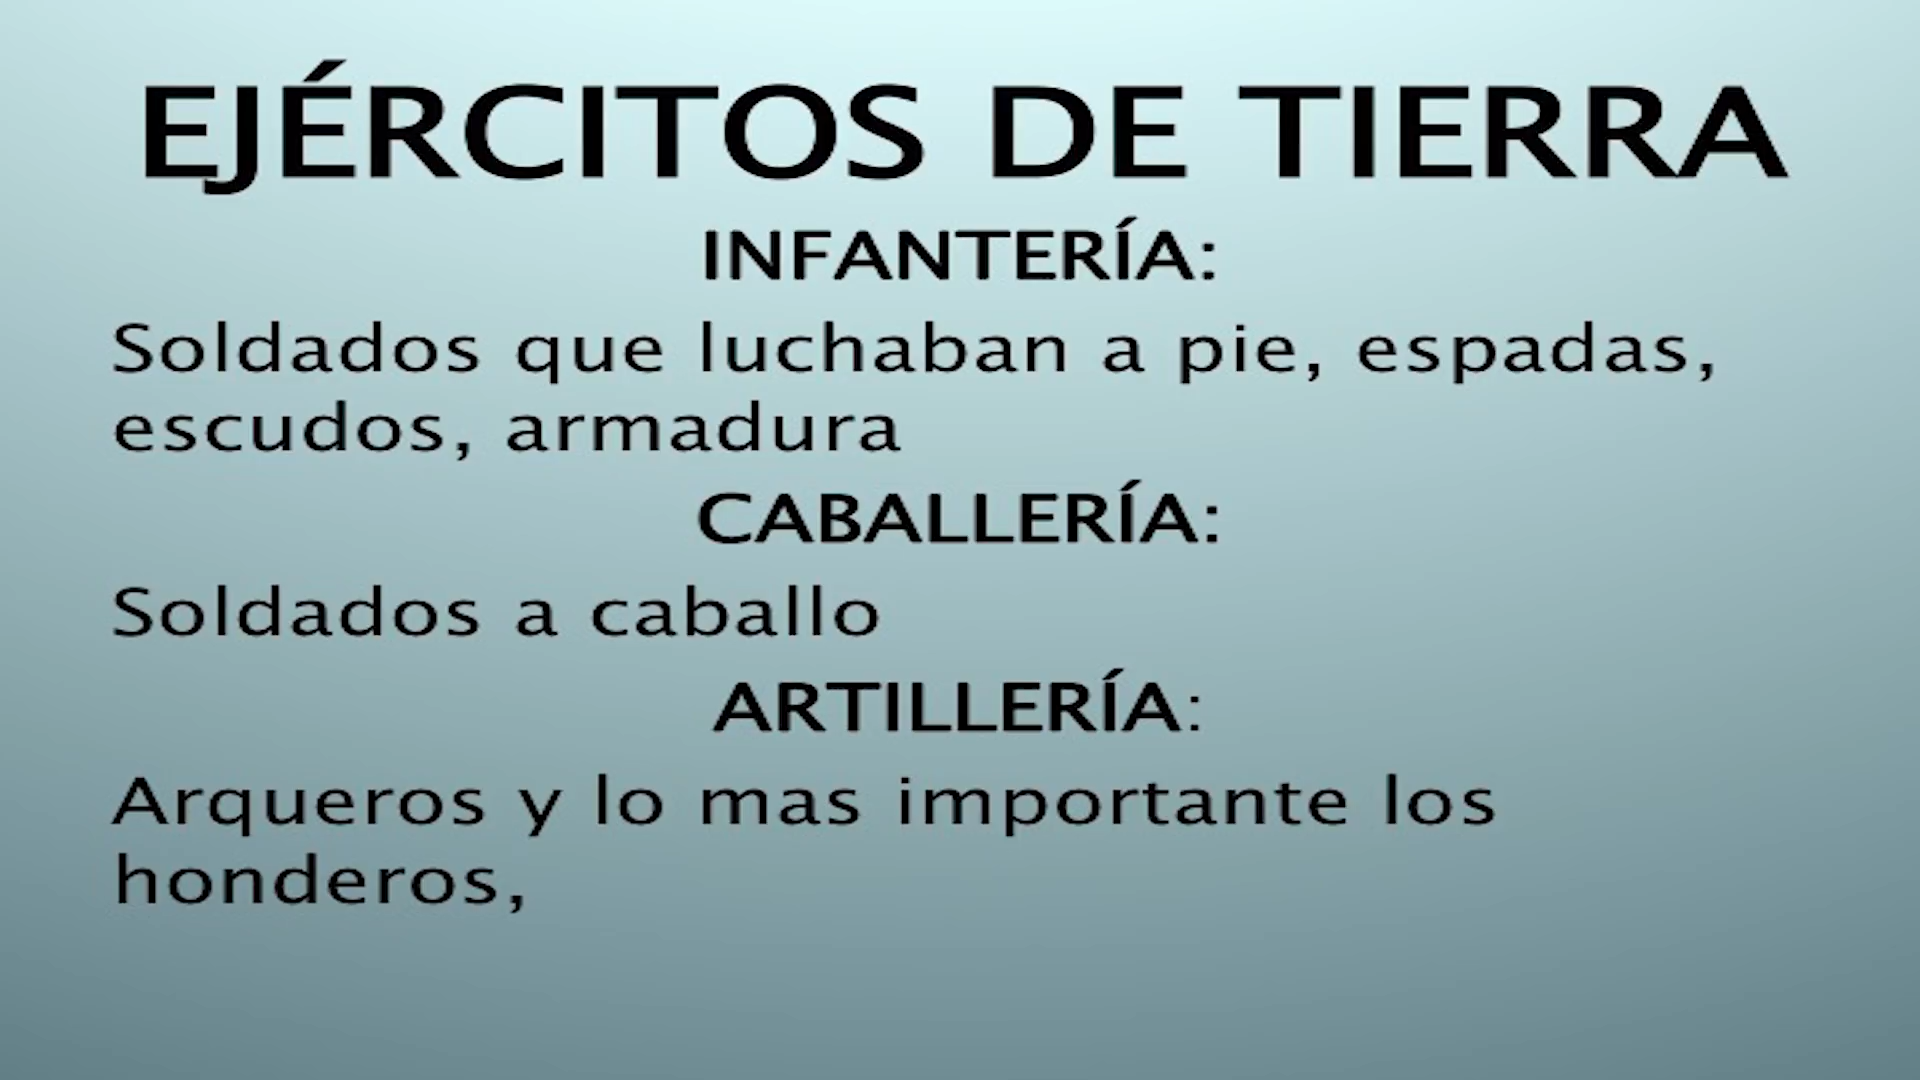 EJÉRCITOS DE TIERRA
INFANTERÍA:
Soldados que luchaban a pie, espadas,
escudos, armadura
CABALLERÍA:
Soldados a caballo
ARTILLERÍA:
Arqueros y lo mas importante los
honderos,